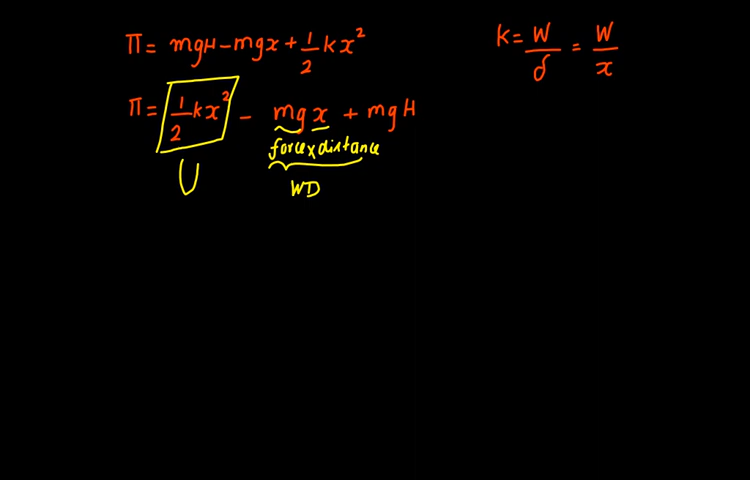 Π = mgH - mgx + 1/2 kx²
k = W/δ = W/x
Π = 1/2 kx² - mgx + mgH
force x distance
U
WD